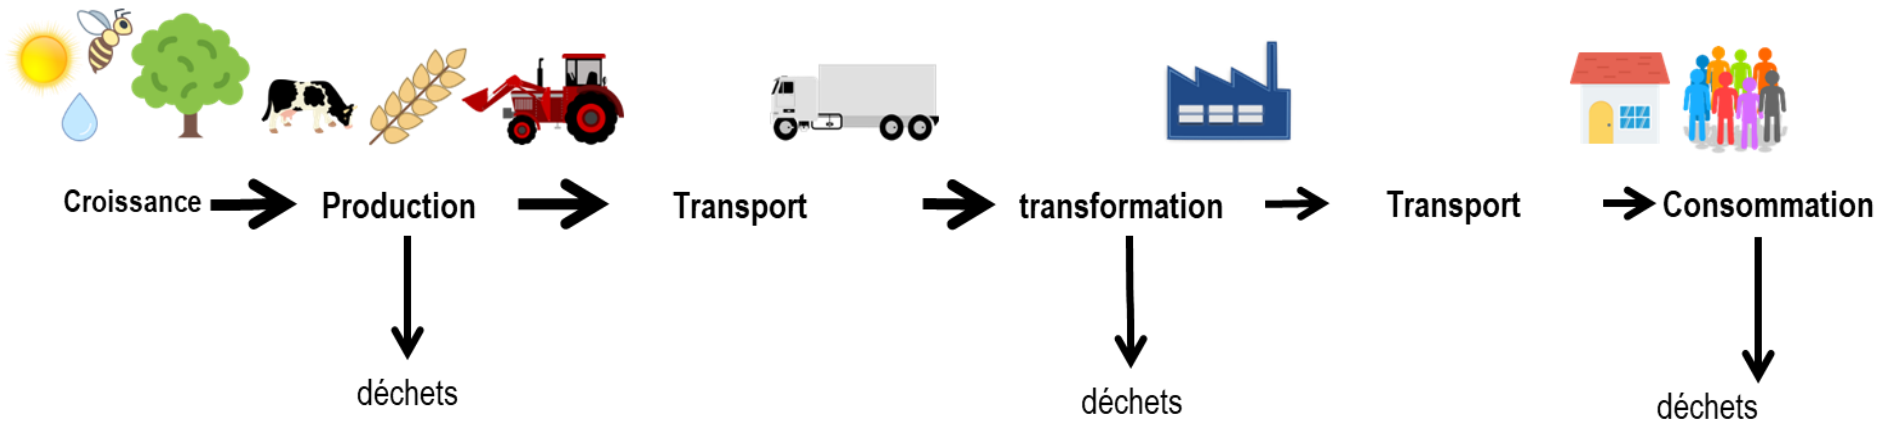 Croissance
Production
Transport
transformation
Transport
Consommation
déchets
déchets
déchets